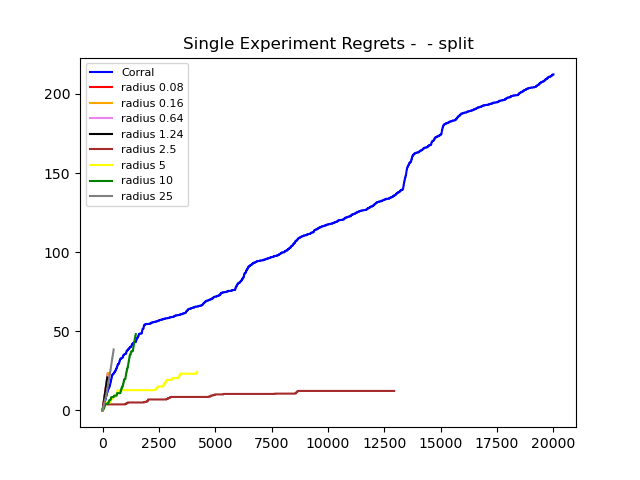 Single Experiment Regrets -  - split
Corral
radius 0.08
radius 0.16
radius 0.64
radius 1.24
radius 2.5
radius 5
radius 10
radius 25
200
150
100
50
0
0 2500 5000 7500 10000 12500 15000 17500 20000